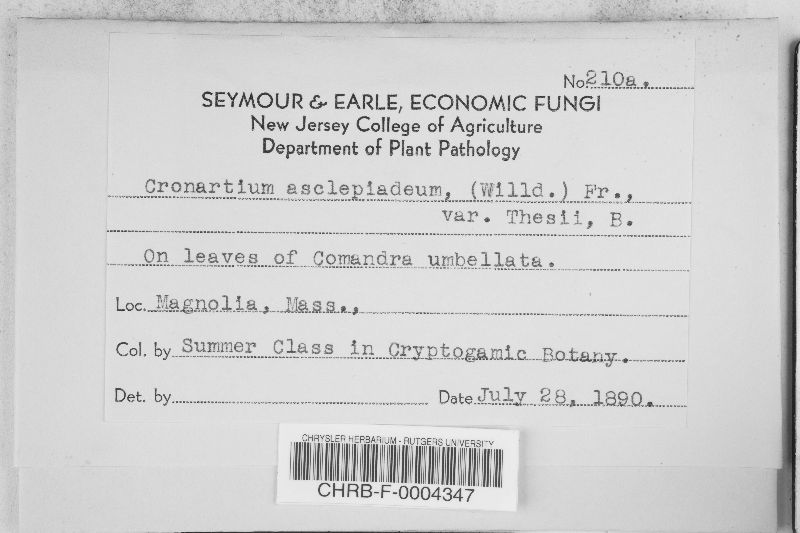 No. 210a.
SEYMOUR & EARLE, ECONOMIC FUNGI
New Jersey College of Agriculture
Department of Plant Pathology
Cronartium asclepiadeum, (Willd.) Fr.,
var. Thesii, B.
On leaves of Comandra umbellata.
Loc. Magnolia, Mass.,
Col. by Summer Class in Cryptogamic Botany.
Det. by
Date July 28, 1890.
CHRYSLER HERBARIUM - RUTGERS UNIVERSITY
CHRB-F-0004347